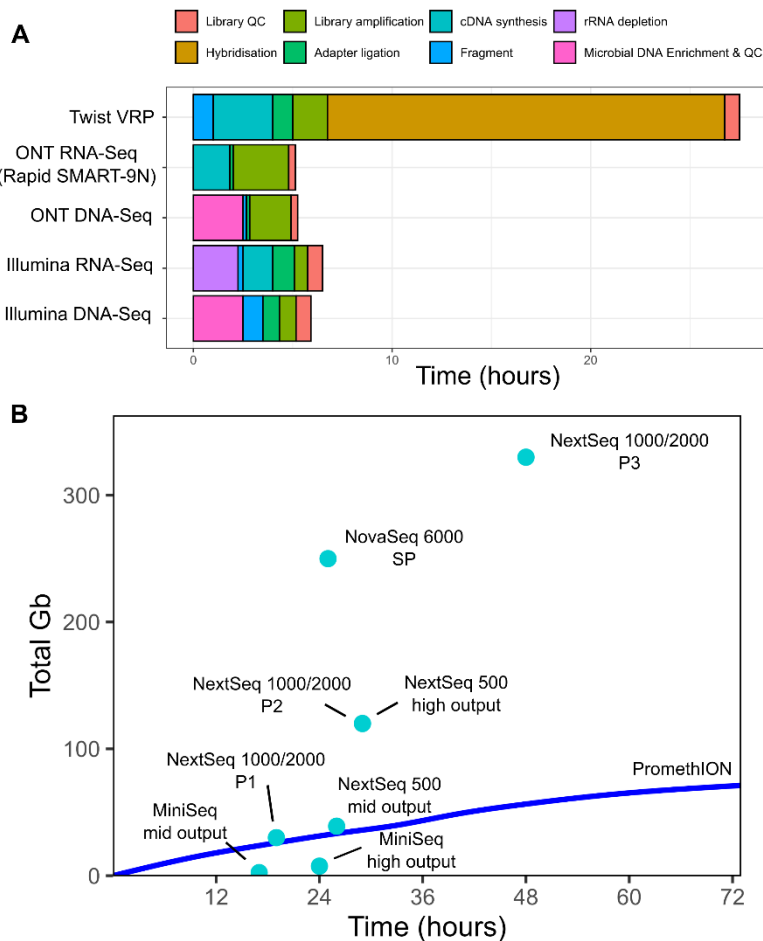 A
Library QC
Library amplification
cDNA synthesis
rRNA depletion
Hybridisation
Adapter ligation
Fragment
Microbial DNA Enrichment & QC
Twist VRP
ONT RNA-Seq
(Rapid SMART-9N)
ONT DNA-Seq
Illumina RNA-Seq
Illumina DNA-Seq
0
10
20
Time (hours)
B
Total Gb
300
200
100
0
NextSeq 1000/2000
P3
NovaSeq 6000
SP
NextSeq 1000/2000
P2
NextSeq 500
high output
NextSeq 1000/2000
P1
NextSeq 500
mid output
MiniSeq
mid output
MiniSeq
high output
PromethION
12
24
36
48
60
72
Time (hours)